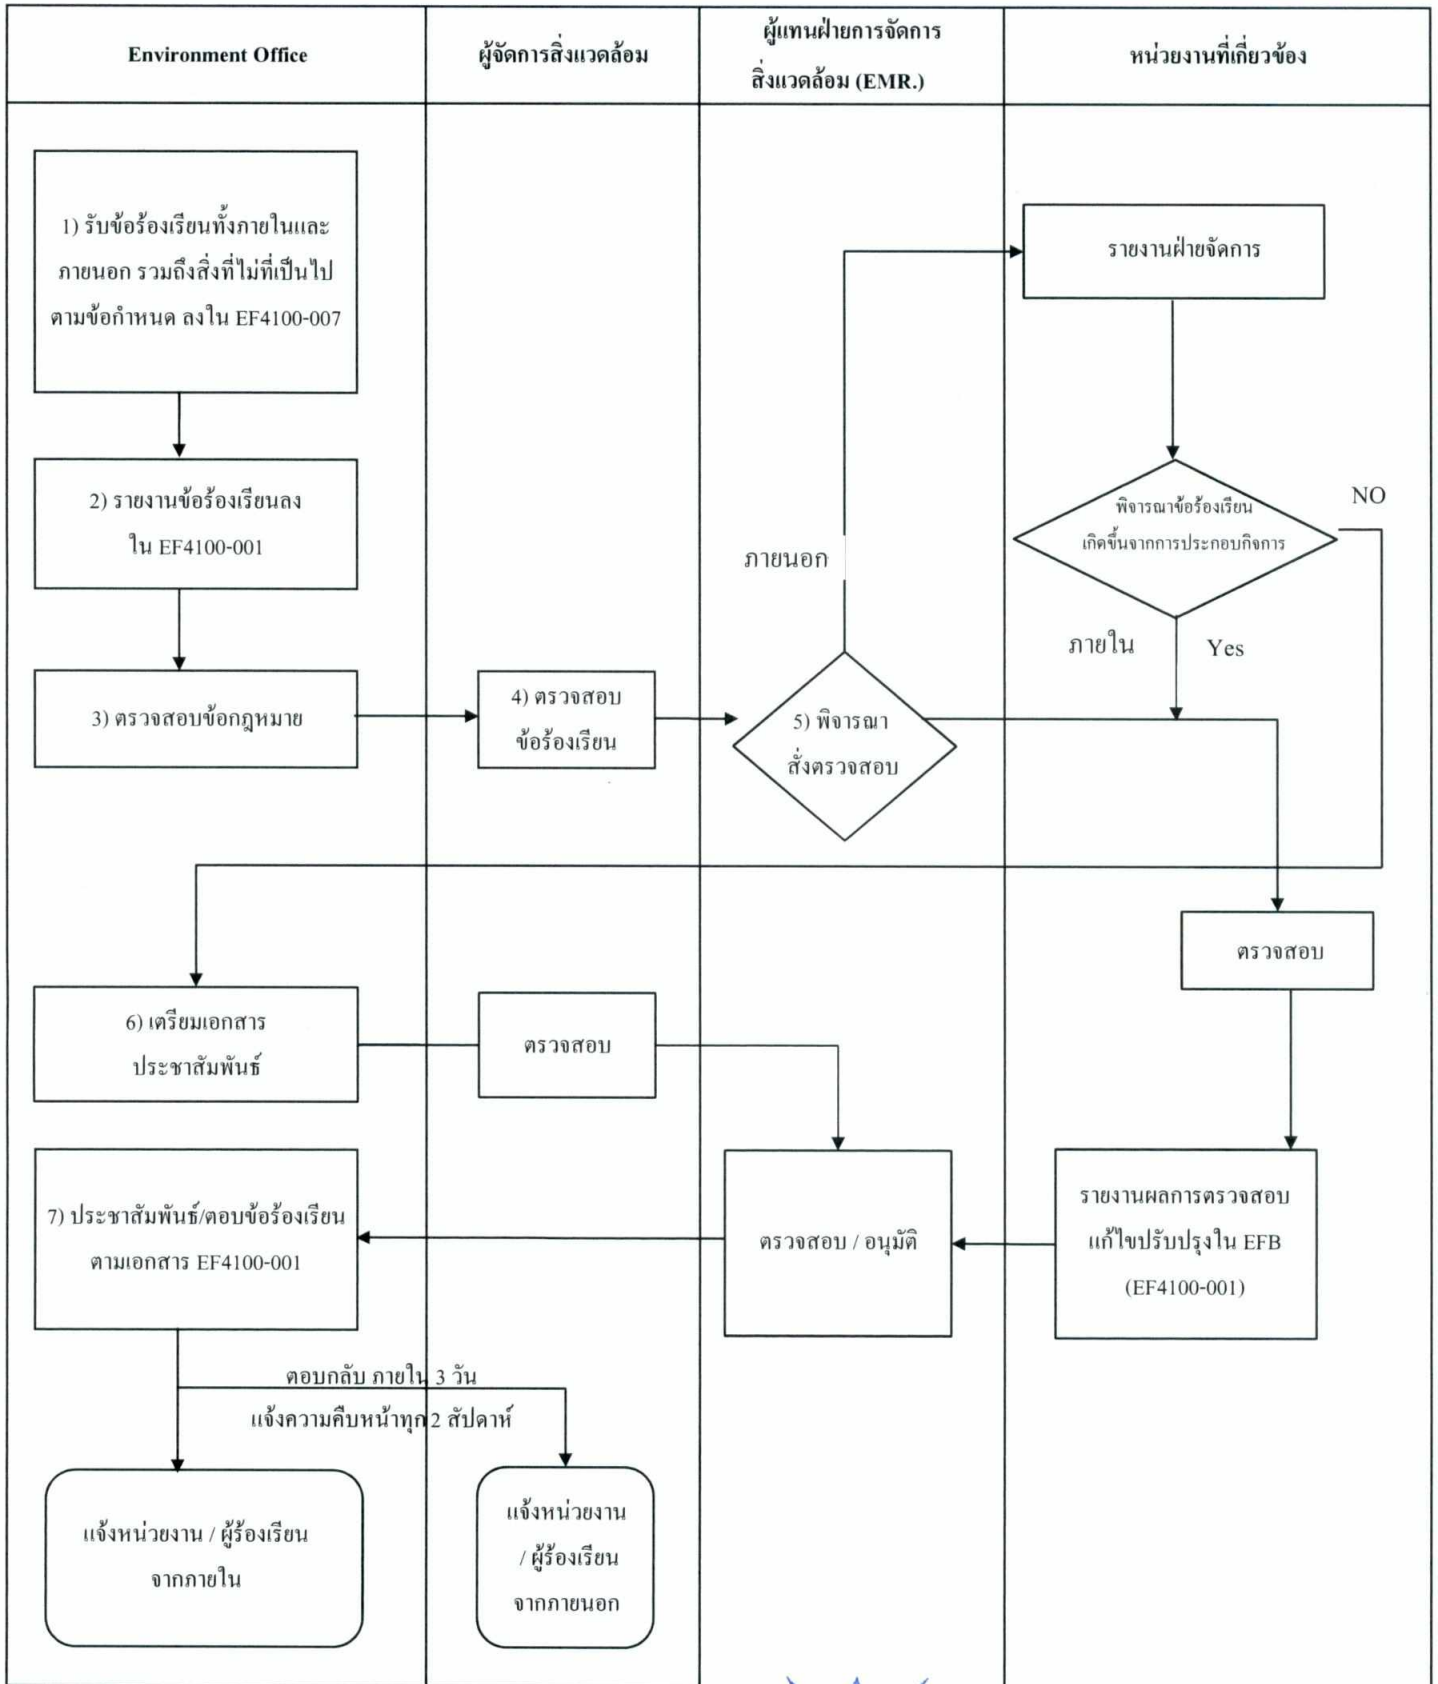 Environment Office
ผู้จัดการสิ่งแวดล้อม
ผู้แทนฝ่ายการจัดการ
สิ่งแวดล้อม (EMR.)
หน่วยงานที่เกี่ยวข้อง
1) รับข้อร้องเรียนทั้งภายในและ
ภายนอก รวมถึงสิ่งที่ไม่ที่เป็นไป
ตามข้อกำหนด ลงใน EF4100-007
รายงานฝ่ายจัดการ
2) รายงานข้อร้องเรียนลง
ใน EF4100-001
พิจารณาข้อร้องเรียน
เกิดขึ้นจากการประกอบกิจการ
NO
ภายนอก
ภายใน
Yes
3) ตรวจสอบข้อกฎหมาย
4) ตรวจสอบ
ข้อร้องเรียน
5) พิจารณา
สั่งตรวจสอบ
ตรวจสอบ
6) เตรียมเอกสาร
ประชาสัมพันธ์
ตรวจสอบ
7) ประชาสัมพันธ์/ตอบข้อร้องเรียน
ตามเอกสาร EF4100-001
ตรวจสอบ / อนุมัติ
รายงานผลการตรวจสอบ
แก้ไขปรับปรุงใน EFB
(EF4100-001)
ตอบกลับ ภายใน 3 วัน
แจ้งความคืบหน้าทุก 2 สัปดาห์
แจ้งหน่วยงาน / ผู้ร้องเรียน
จากภายใน
แจ้งหน่วยงาน
/ ผู้ร้องเรียน
จากภายนอก